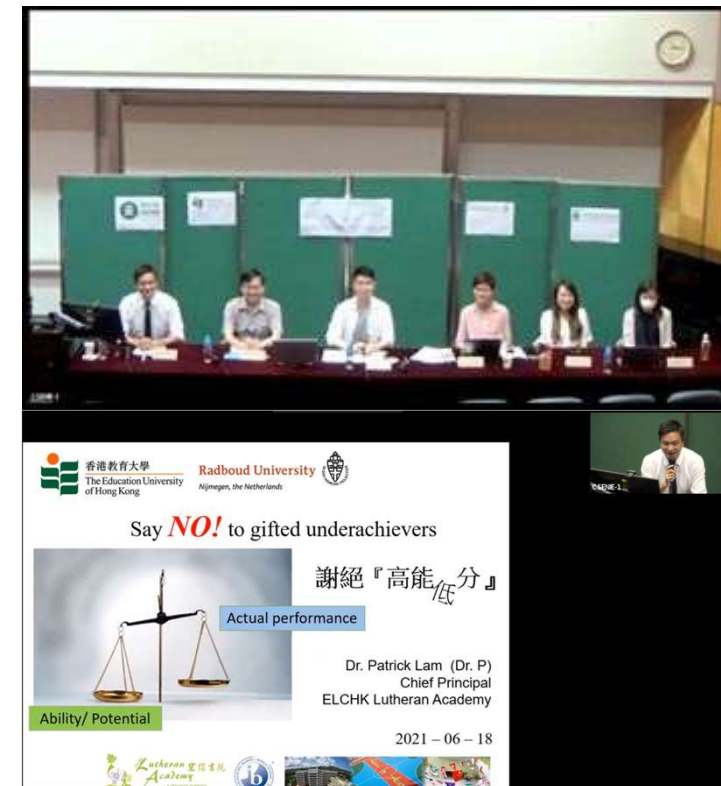 CSENIE-1
香港教育大學
The Education University
of Hong Kong
Radboud University
Nijmegen, the Netherlands
Say NO! to gifted underachievers
謝絕『高能低分』
Actual performance
Ability/ Potential
Dr. Patrick Lam (Dr. P)
Chief Principal
ELCHK Lutheran Academy
2021 – 06 – 18
Lutheran
Academy